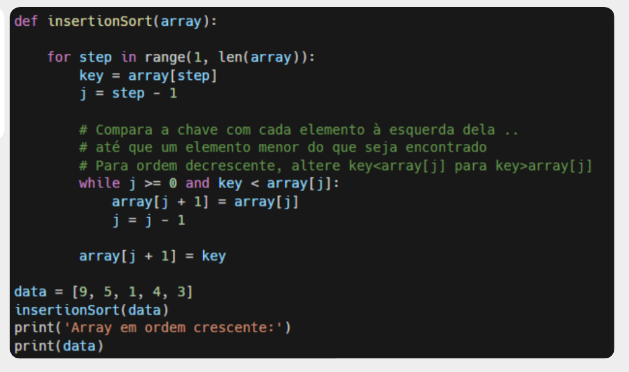 def insertionSort(array):
for step in range(1, len(array)):
key = array[step]
j = step - 1
# Compara a chave com cada elemento à esquerda dela ..
# até que um elemento menor do que seja encontrado
# Para ordem decrescente, altere key<array[j] para key>array[j]
while j >= 0 and key < array[j]:
array[j + 1] = array[j]
j = j - 1
array[j + 1] = key
data = [9, 5, 1, 4, 3]
insertionSort(data)
print('Array em ordem crescente:')
print(data)